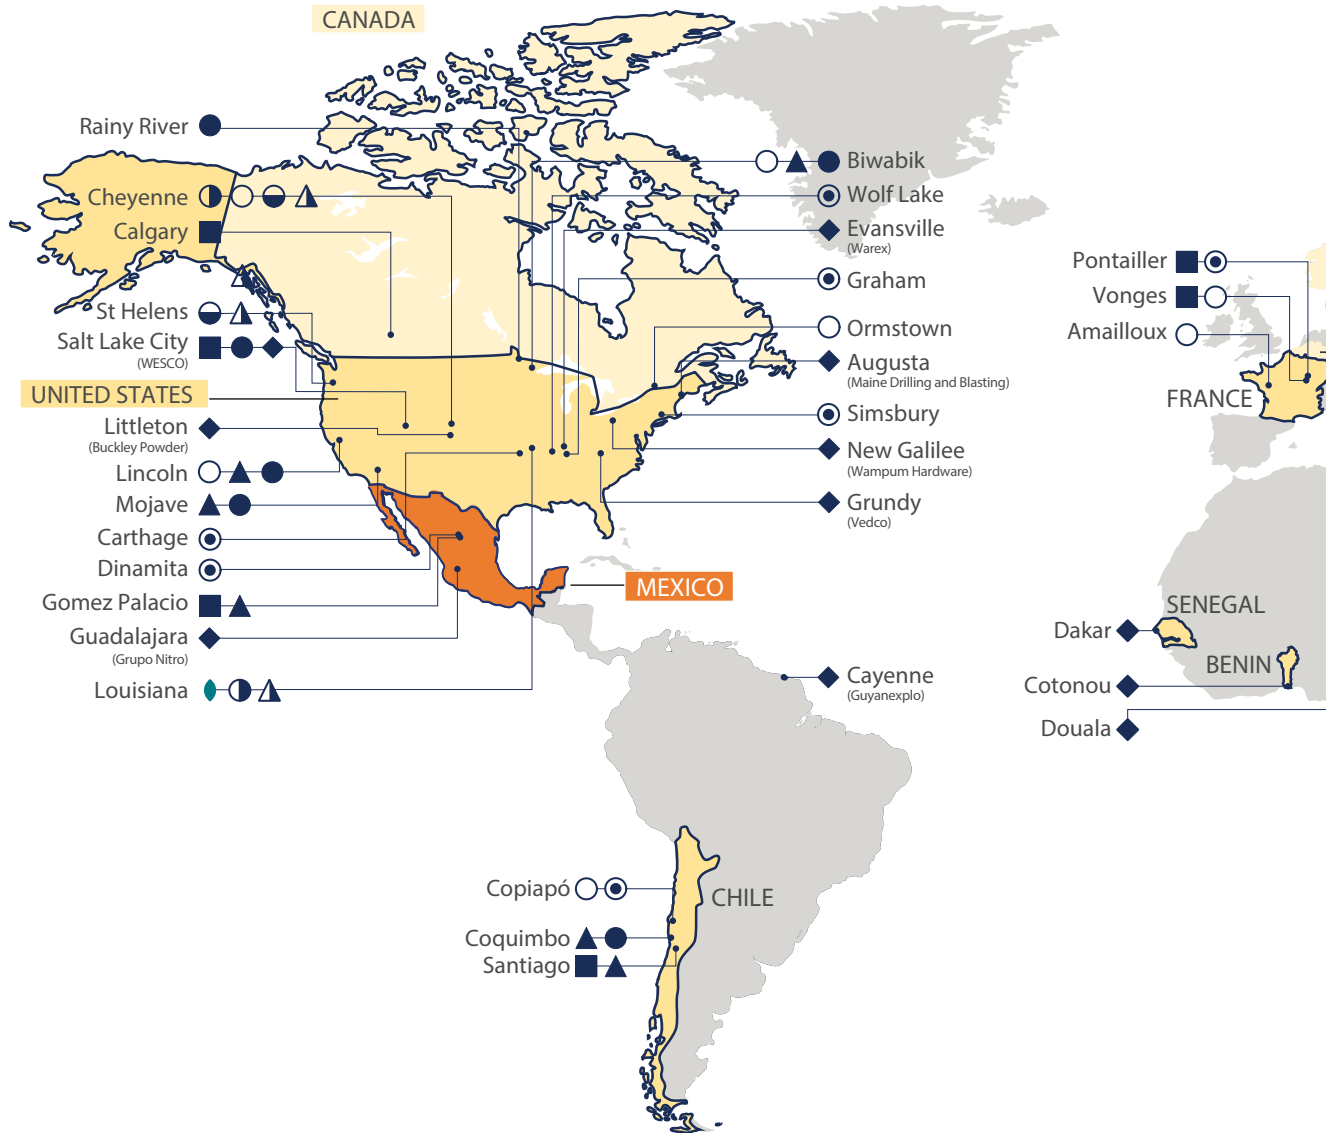 CANADA
Rainy River
Cheyenne
Calgary
St Helens
Salt Lake City
(WESCO)
UNITED STATES
Littleton
(Buckley Powder)
Lincoln
Mojave
Carthage
Dinamita
Gomez Palacio
Guadalajara
(Grupo Nitro)
Louisiana
Biwabik
Wolf Lake
Evansville
(Warex)
Graham
Ormstown
Augusta
(Maine Drilling and Blasting)
Simsbury
New Galilee
(Wampum Hardware)
Grundy
(Vedco)
MEXICO
Cayenne
(Guyanexplo)
Copiapó
CHILE
Coquimbo
Santiago
Pontailler
Vonges
Amailloux
FRANCE
SENEGAL
Dakar
BENIN
Cotonou
Douala